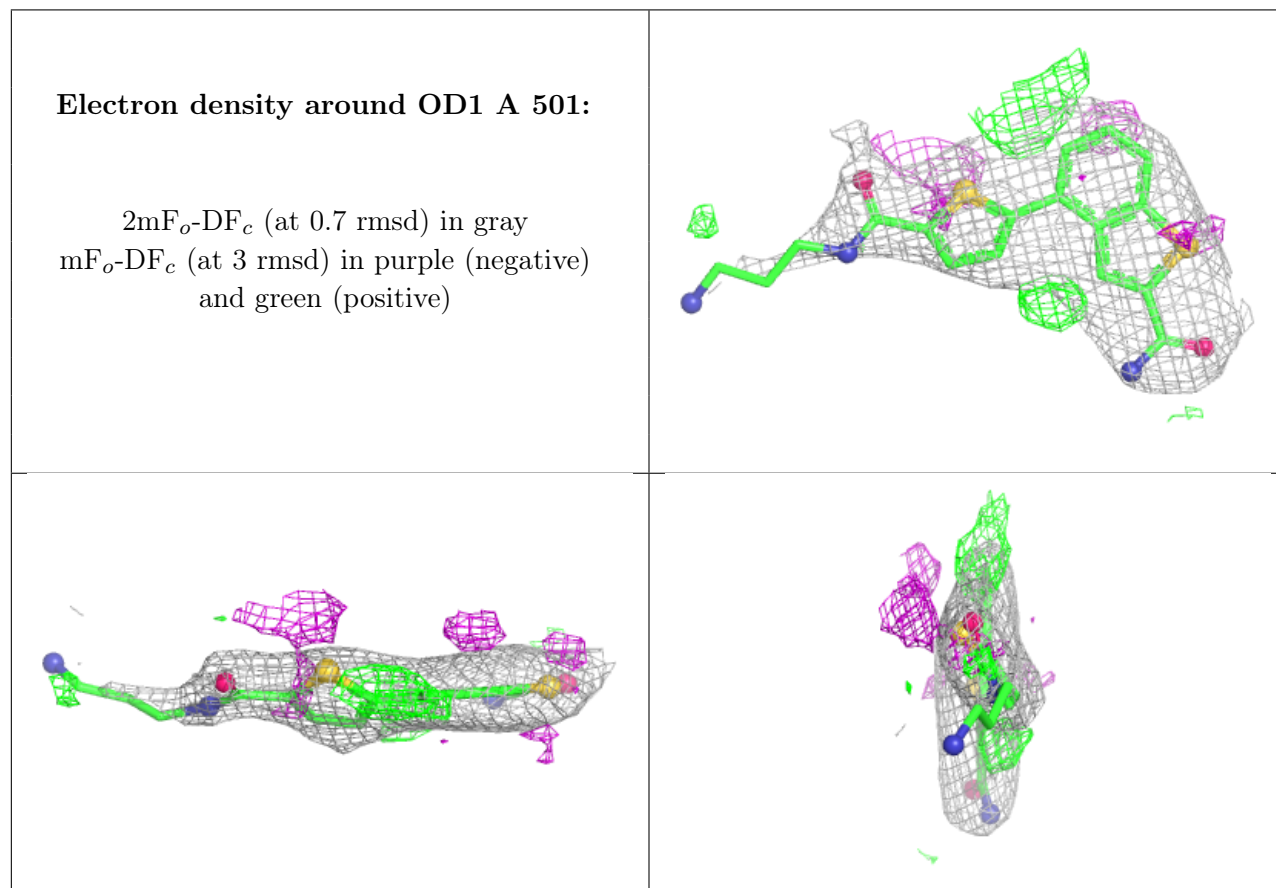 Electron density around OD1 A 501:
2mFo-DFc (at 0.7 rmsd) in gray
mFo-DFc (at 3 rmsd) in purple (negative)
and green (positive)